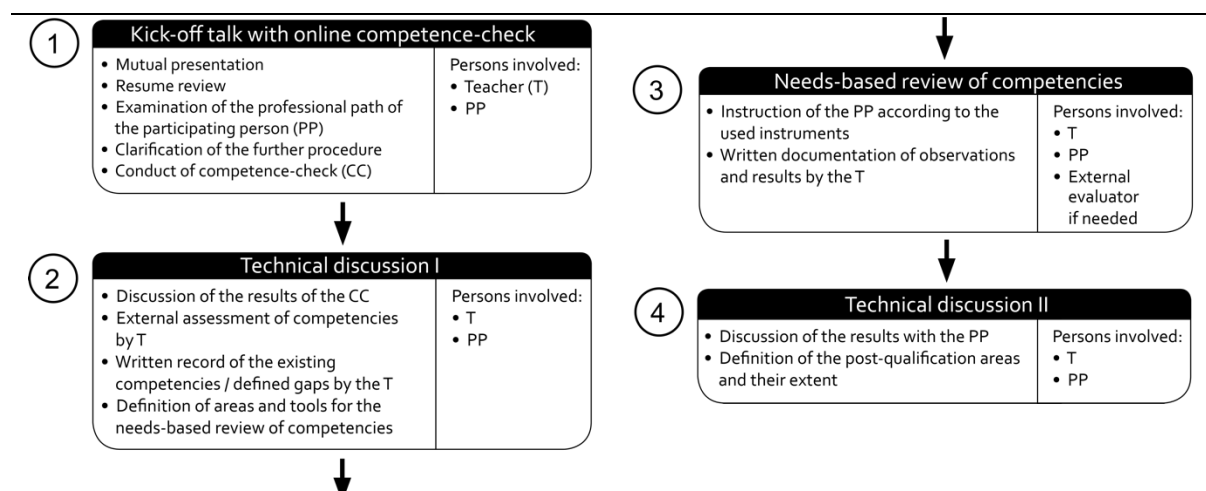 1
Kick-off talk with online competence-check
• Mutual presentation
• Resume review
• Examination of the professional path of
the participating person (PP)
• Clarification of the further procedure
• Conduct of competence-check (CC)
Persons involved:
• Teacher (T)
• PP
2
Technical discussion I
• Discussion of the results of the CC
• External assessment of competencies
by T
• Written record of the existing
competencies / defined gaps by the T
• Definition of areas and tools for the
needs-based review of competencies
Persons involved:
• T
• PP
3
Needs-based review of competencies
• Instruction of the PP according to the
used instruments
• Written documentation of observations
and results by the T
Persons involved:
• T
• PP
• External
evaluator
if needed
4
Technical discussion II
• Discussion of the results with the PP
• Definition of the post-qualification areas
and their extent
Persons involved:
• T
• PP